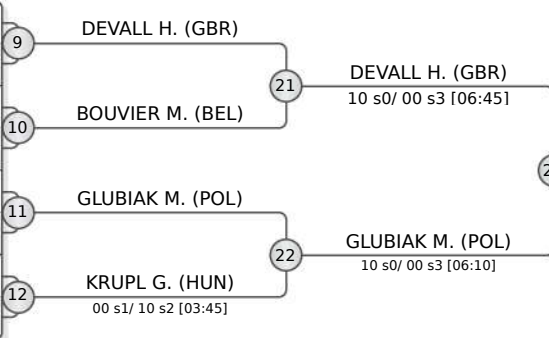 DEVALL H. (GBR)
9
21
DEVALL H. (GBR)
10 s0/ 00 s3 [06:45]
BOUVIER M. (BEL)
10
GLUBIAK M. (POL)
11
22
GLUBIAK M. (POL)
10 s0/ 00 s3 [06:10]
KRUPL G. (HUN)
12
00 s1/ 10 s2 [03:45]